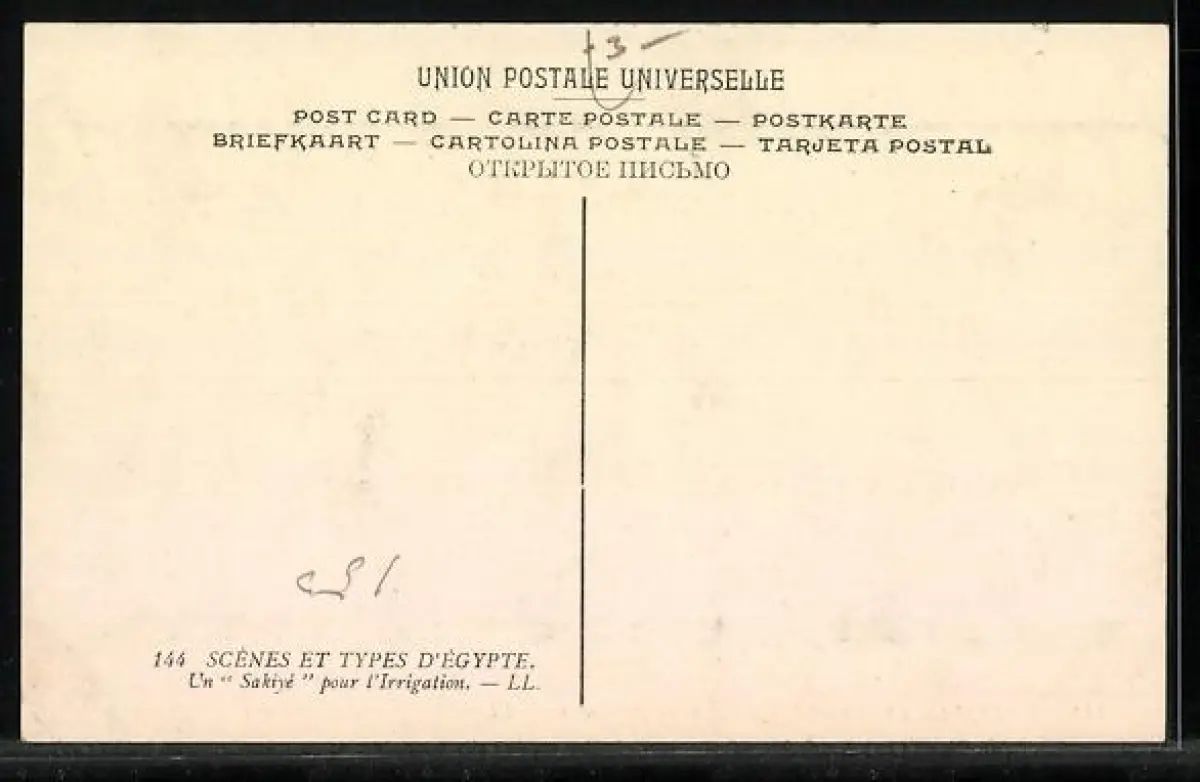 3 –
UNION POSTALE UNIVERSELLE
POST CARD — CARTE POSTALE — POSTKARTE
BRIEFKAART — CARTOLINA POSTALE — TARJETA POSTAL
ОТКРЫТОЕ ПИСЬМО
144 SCÈNES ET TYPES D'ÉGYPTE.
Un “ Sakiyé ” pour l'Irrigation. — LL.